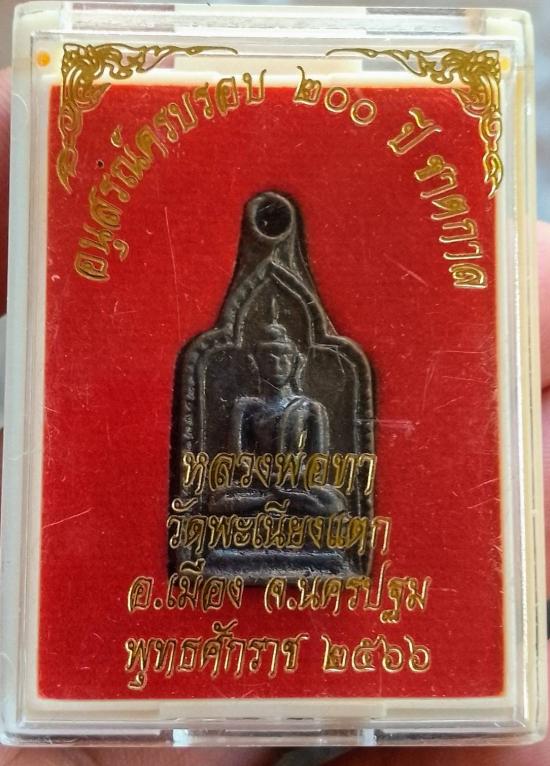 อนุสรณ์ครบรอบ ๒๐๐ ปี ชาตกาล
หลวงพ่อทา
วัดพะเนียงแตก
อ.เมือง จ.นครปฐม
พุทธศักราช ๒๕๖๖